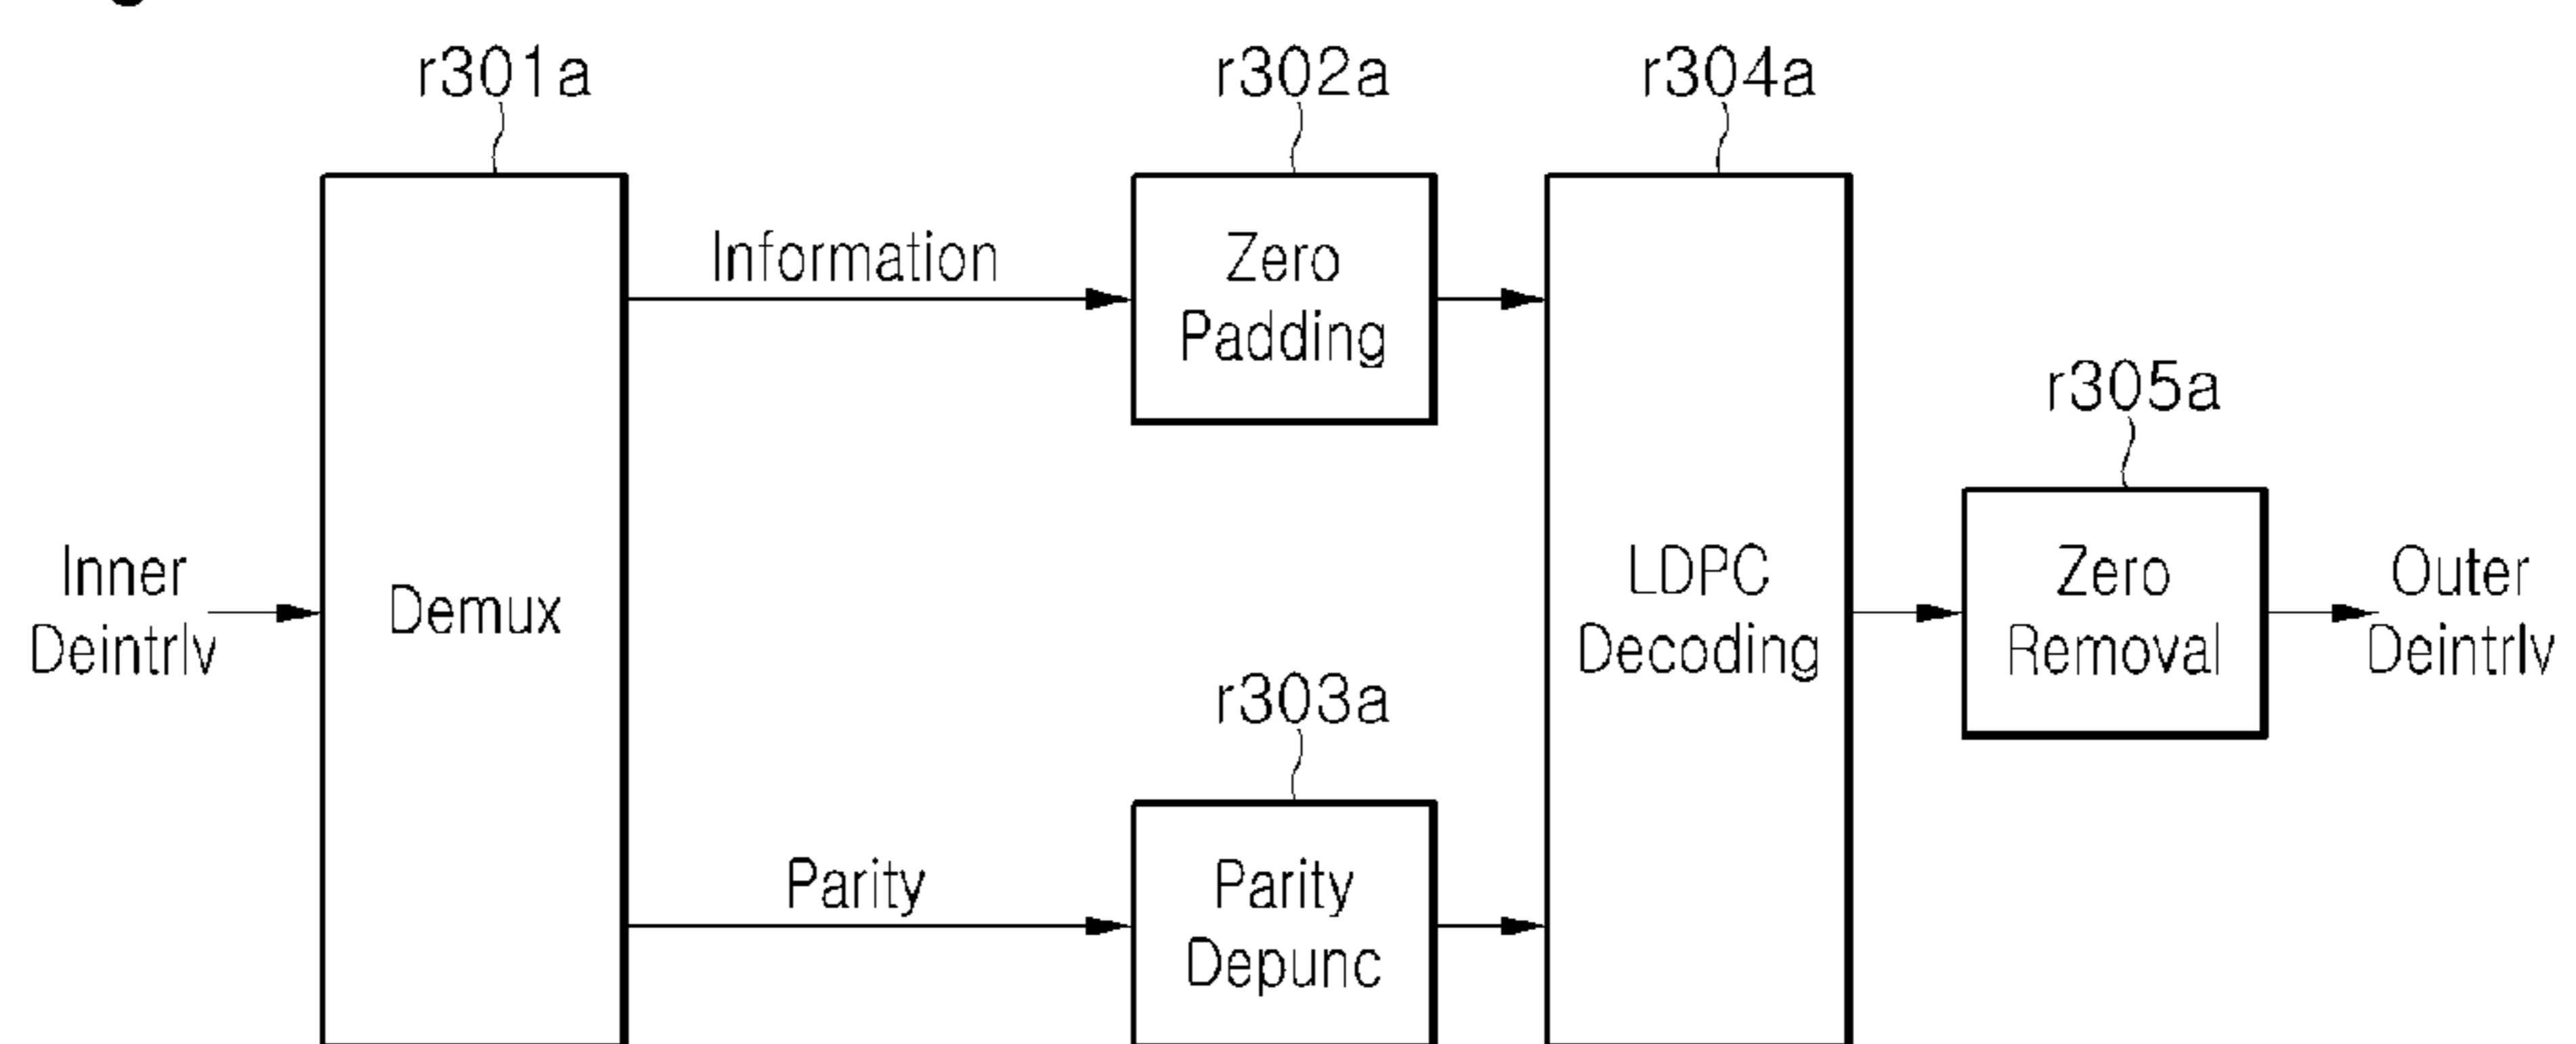 r301a
r302a
r304a
Information
Zero
Padding
r305a
Inner
Deintrlv
Demux
LDPC
Decoding
Zero
Removal
Outer
Deintrlv
r303a
Parity
Parity
Depunc